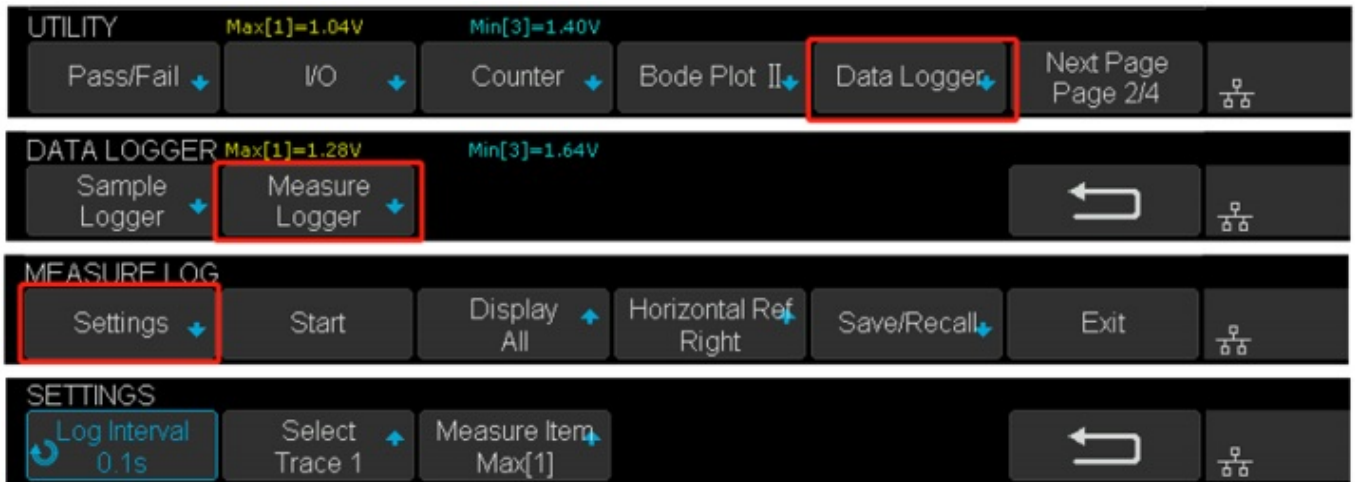 UTILITY Max[1]=1.04V Min[3]=1.40V
Pass/Fail I/O Counter Bode Plot II Data Logger Next Page
Page 2/4
DATA LOGGER Max[1]=1.28V Min[3]=1.64V
Sample Measure
Logger Logger
MEASURE LOG
Settings Start Display Horizontal Ref Save/Recall Exit
All Right
SETTINGS
Log Interval Select Measure Item
0.1s Trace 1 Max[1]